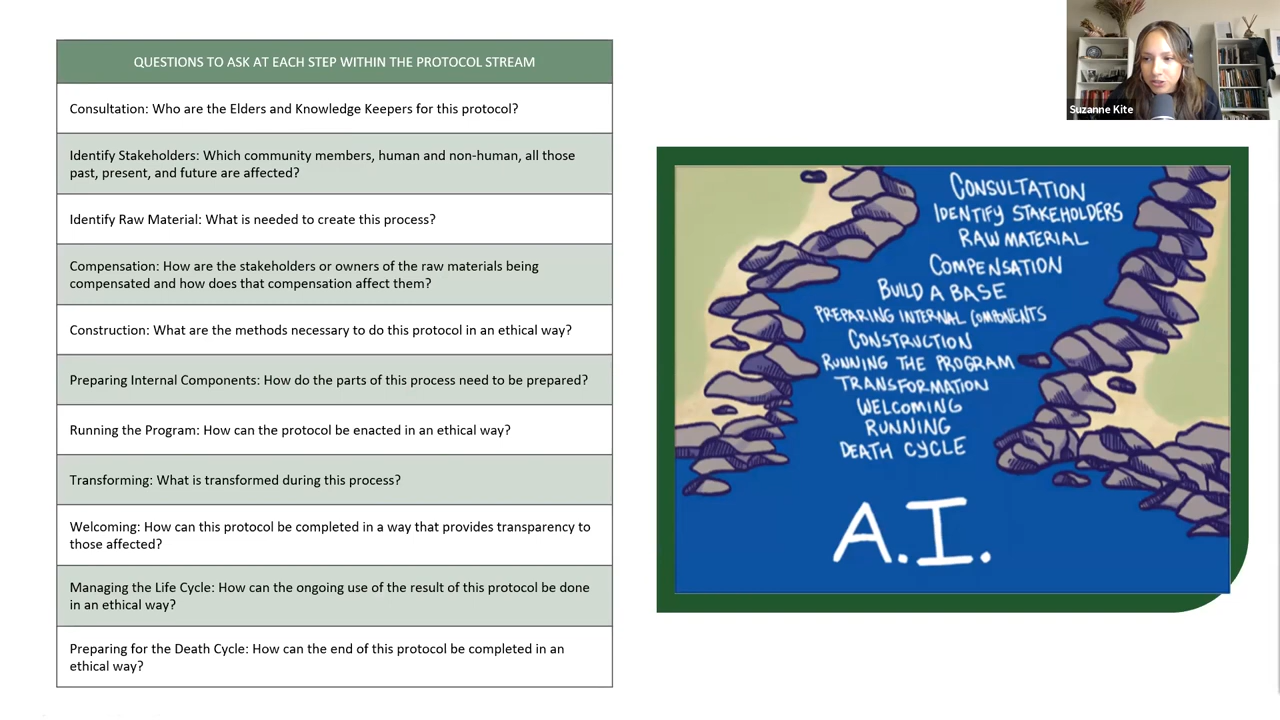 QUESTIONS TO ASK AT EACH STEP WITHIN THE PROTOCOL STREAM
Consultation: Who are the Elders and Knowledge Keepers for this protocol?
Identify Stakeholders: Which community members, human and non-human, all those
past, present, and future are affected?
Identify Raw Material: What is needed to create this process?
Compensation: How are the stakeholders or owners of the raw materials being
compensated and how does that compensation affect them?
Construction: What are the methods necessary to do this protocol in an ethical way?
Preparing Internal Components: How do the parts of this process need to be prepared?
Running the Program: How can the protocol be enacted in an ethical way?
Transforming: What is transformed during this process?
Welcoming: How can this protocol be completed in a way that provides transparency to
those affected?
Managing the Life Cycle: How can the ongoing use of the result of this protocol be done
in an ethical way?
Preparing for the Death Cycle: How can the end of this protocol be completed in an
ethical way?
Suzanne Kite
CONSULTATION
IDENTIFY STAKEHOLDERS
RAW MATERIAL
COMPENSATION
BUILD A BASE
PREPARING INTERNAL COMPONENTS
CONSTRUCTION
RUNNING THE PROGRAM
TRANSFORMATION
WELCOMING
RUNNING
DEATH CYCLE
A.I.